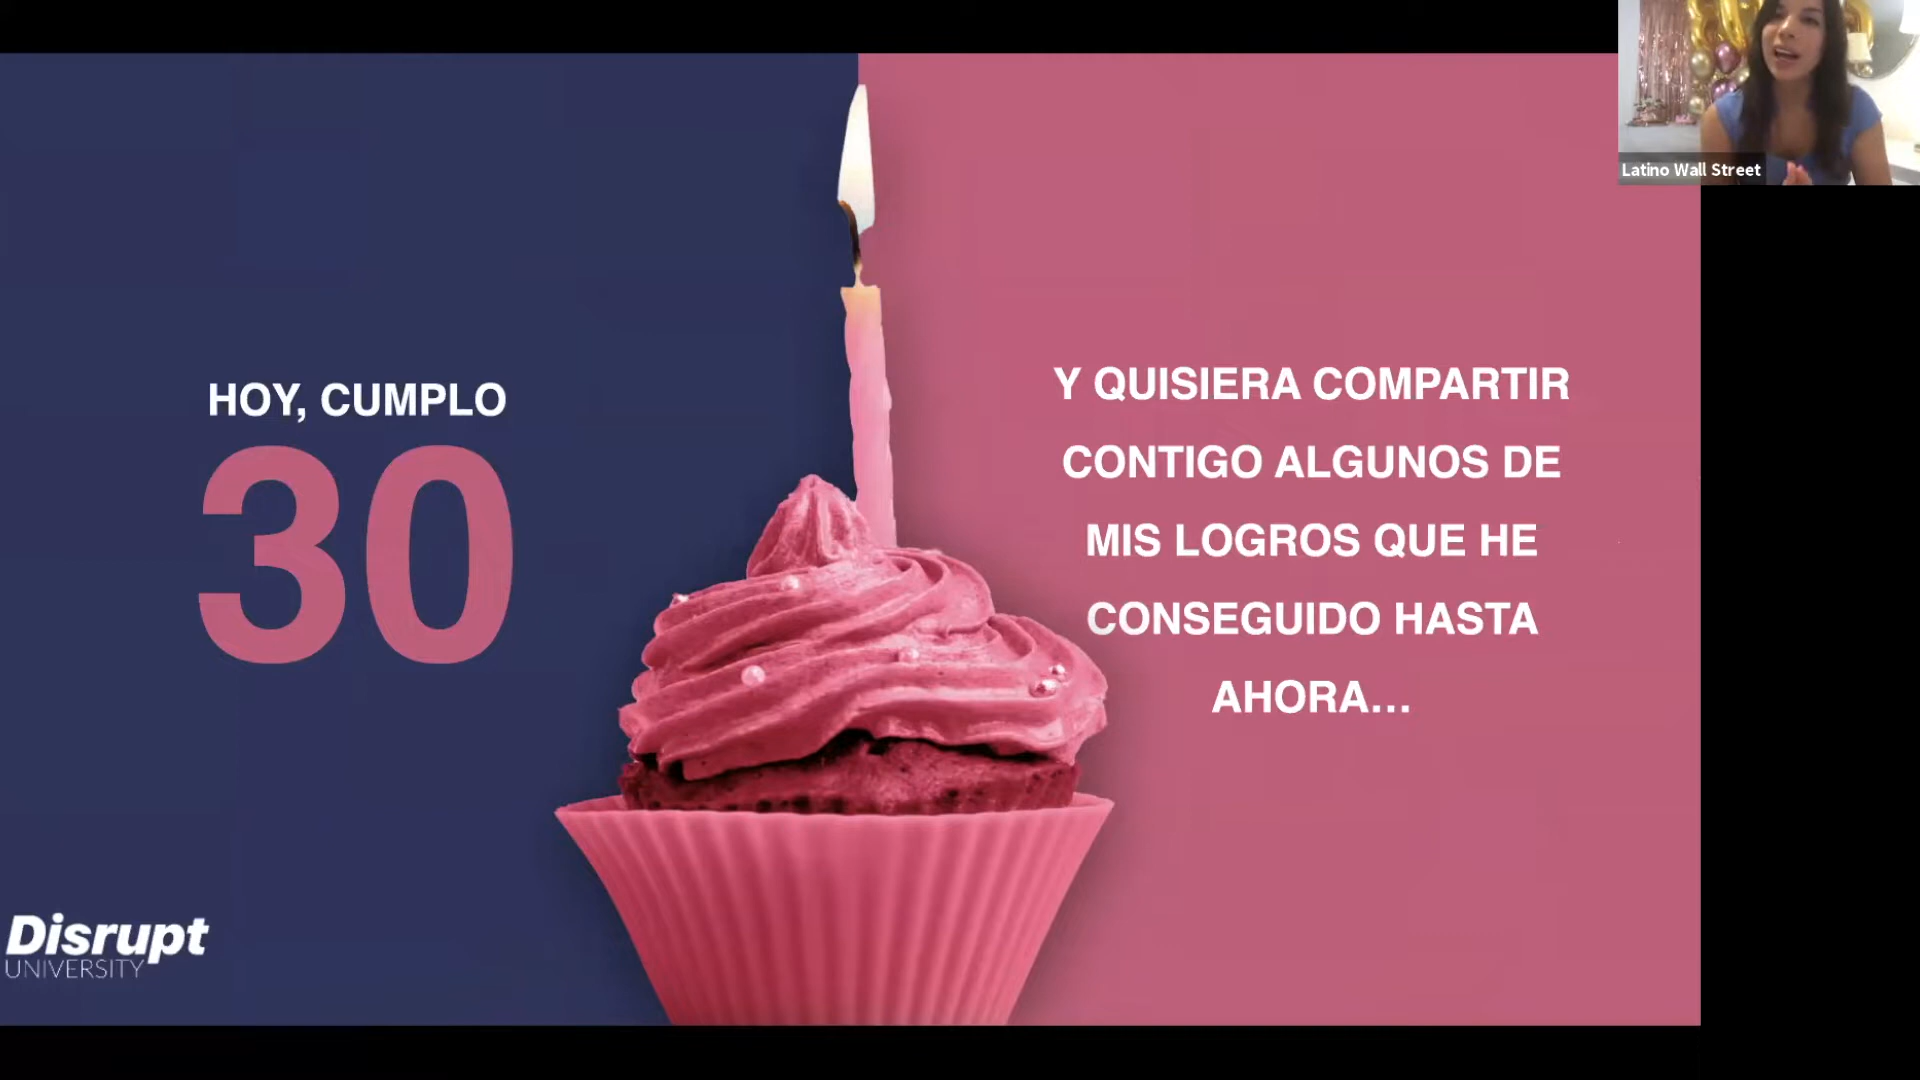 HOY, CUMPLO
30
Y QUISIERA COMPARTIR
CONTIGO ALGUNOS DE
MIS LOGROS QUE HE
CONSEGUIDO HASTA
AHORA...
Disrupt
UNIVERSITY
Latino Wall Street